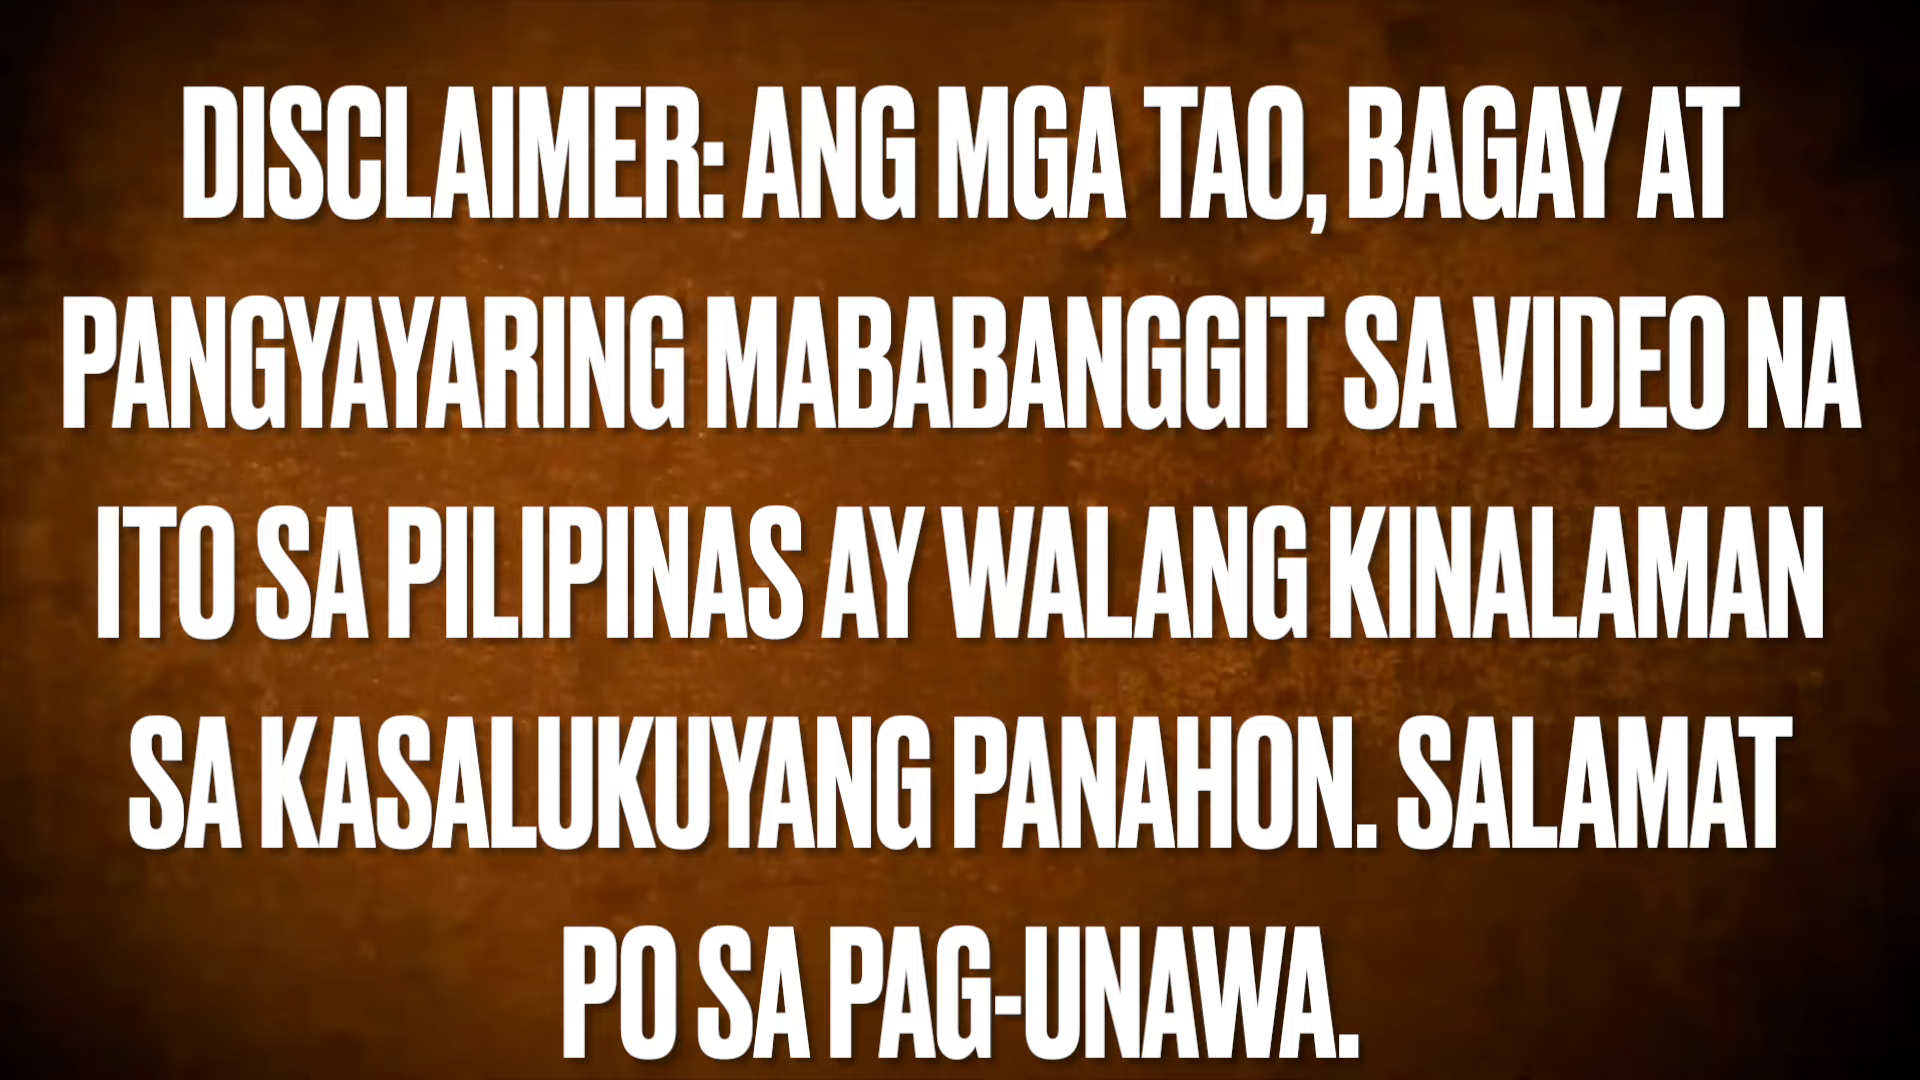 DISCLAIMER: ANG MGA TAO, BAGAY AT
PANGYAYARING MABABANGGIT SA VIDEO NA
ITO SA PILIPINAS AY WALANG KINALAMAN
SA KASALUKUYANG PANAHON. SALAMAT
PO SA PAG-UNAWA.